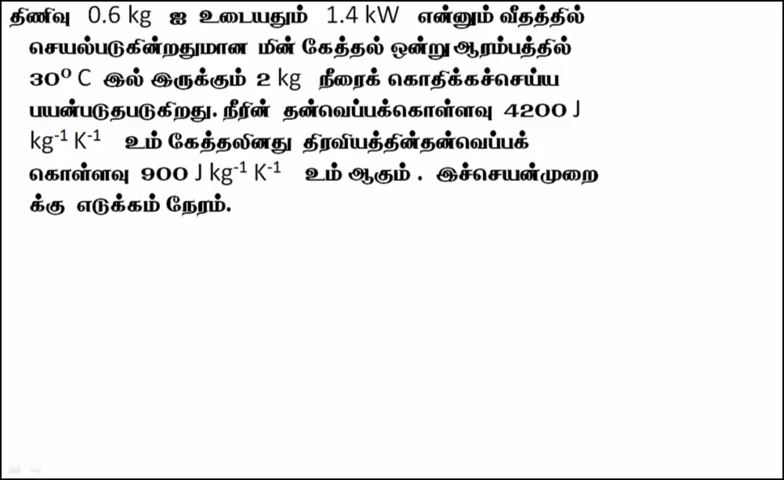 திணிவு 0.6 kg ஐ உடையதும் 1.4 kW என்னும் வீதத்தில்
செயல்படுகின்றதுமான மின் கேத்தல் ஒன்று ஆரம்பத்தில்
30⁰ C இல் இருக்கும் 2 kg நீரைக் கொதிக்கச்செய்ய
பயன்படுதபடுகிறது. நீரின் தன்வெப்பக்கொள்ளவு 4200 J
kg⁻¹ K⁻¹ உம் கேத்தலினது திரவியத்தின்தன்வெப்பக்
கொள்ளவு 900 J kg⁻¹ K⁻¹ உம் ஆகும் . இச்செயன்முறை
க்கு எடுக்கம் நேரம்.